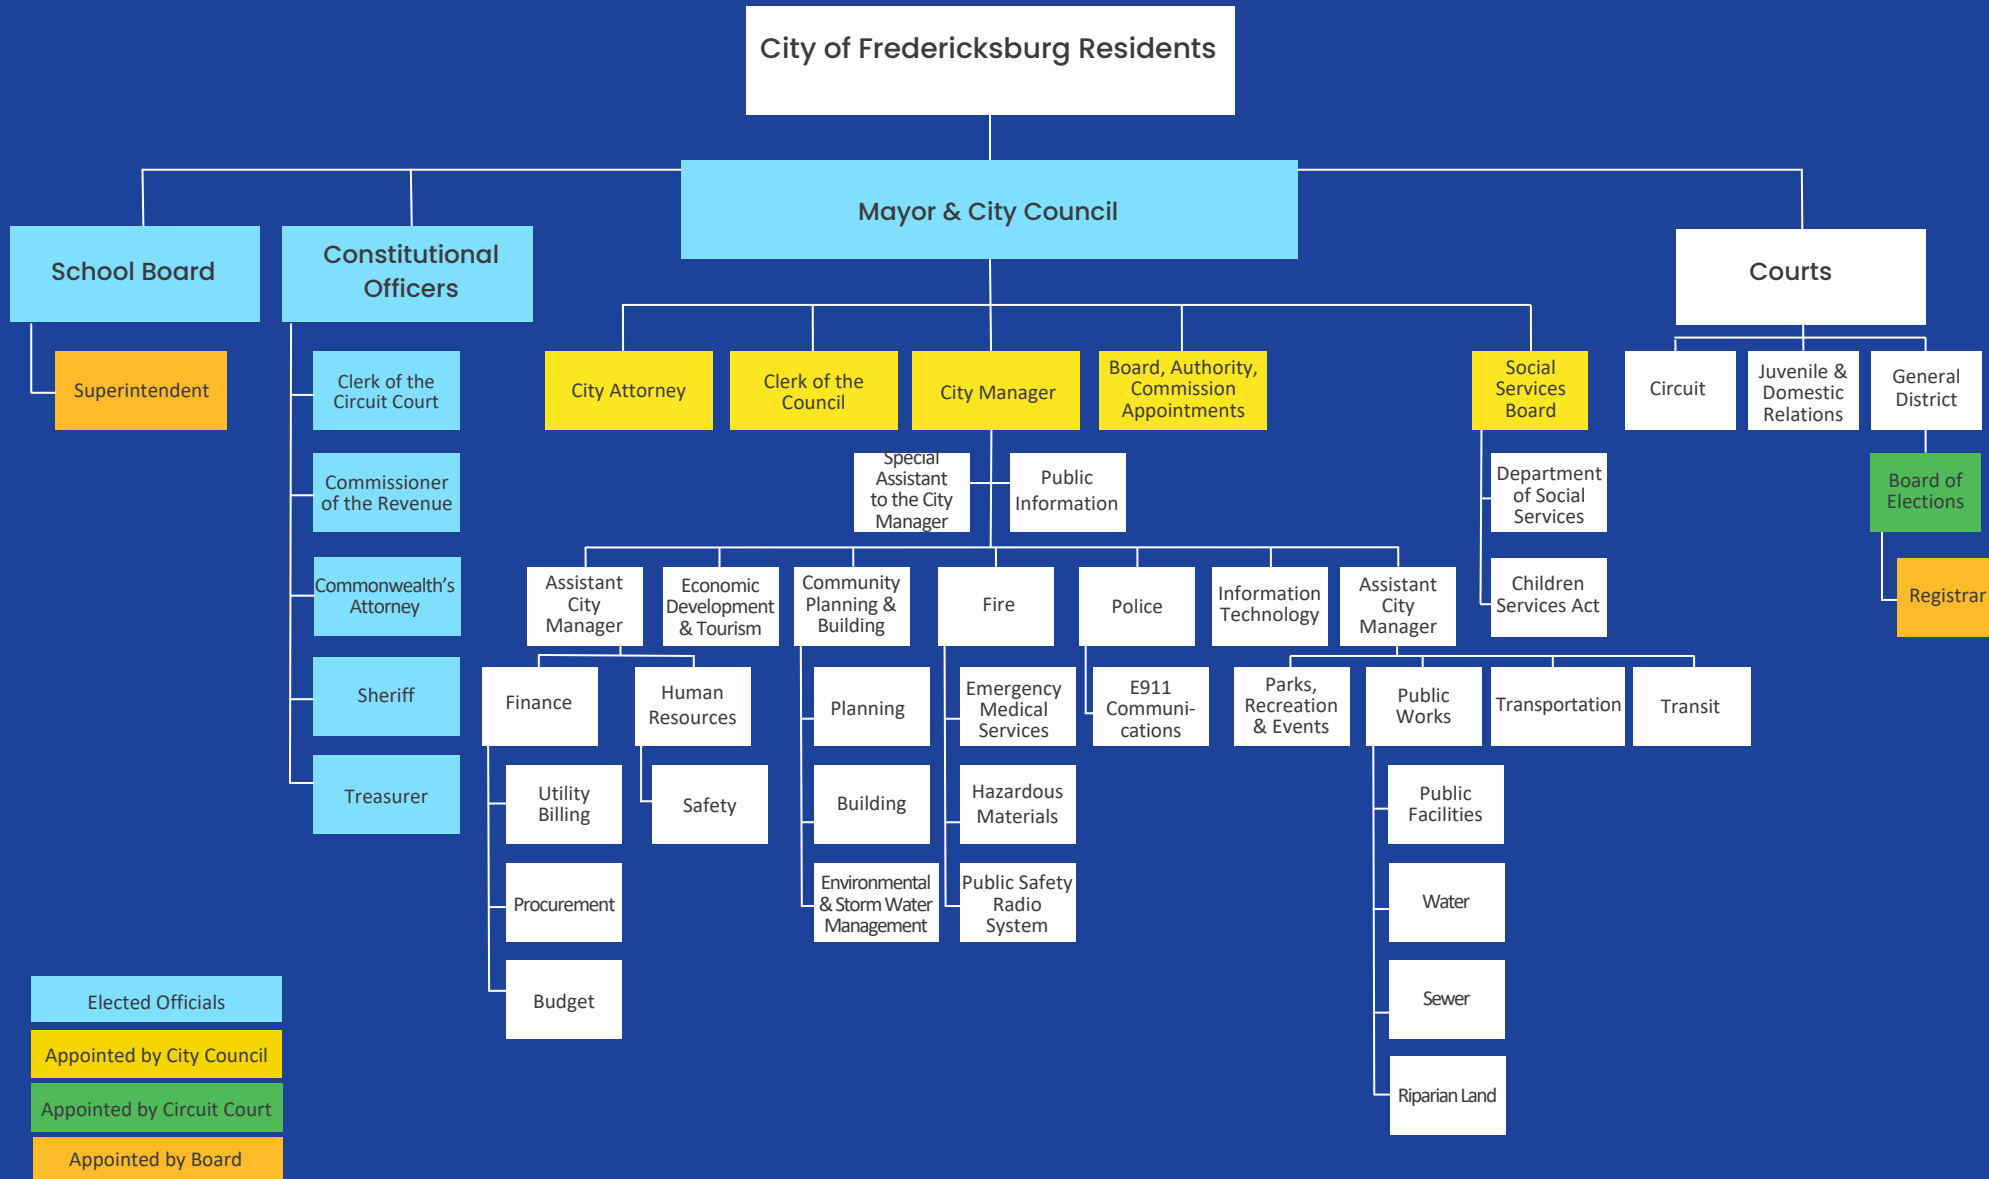 City of Fredericksburg Residents
Mayor & City Council
School Board
Constitutional
Officers
Courts
Superintendent
Clerk of the
Circuit Court
Commissioner
of the Revenue
Commonwealth's
Attorney
Sheriff
Treasurer
City Attorney
Clerk of the
Council
City Manager
Board, Authority,
Commission
Appointments
Social
Services
Board
Circuit
Juvenile &
Domestic
Relations
General
District
Special
Assistant
to the City
Manager
Public
Information
Department
of Social
Services
Children
Services Act
Board of
Elections
Registrar
Assistant
City
Manager
Economic
Development
& Tourism
Community
Planning &
Building
Fire
Police
Information
Technology
Assistant
City
Manager
Finance
Human
Resources
Planning
Emergency
Medical
Services
E911
Communi-
cations
Parks,
Recreation
& Events
Public
Works
Transportation
Transit
Utility
Billing
Safety
Building
Hazardous
Materials
Public
Facilities
Procurement
Environmental
& Storm Water
Management
Public Safety
Radio
System
Water
Budget
Sewer
Riparian Land
Elected Officials
Appointed by City Council
Appointed by Circuit Court
Appointed by Board